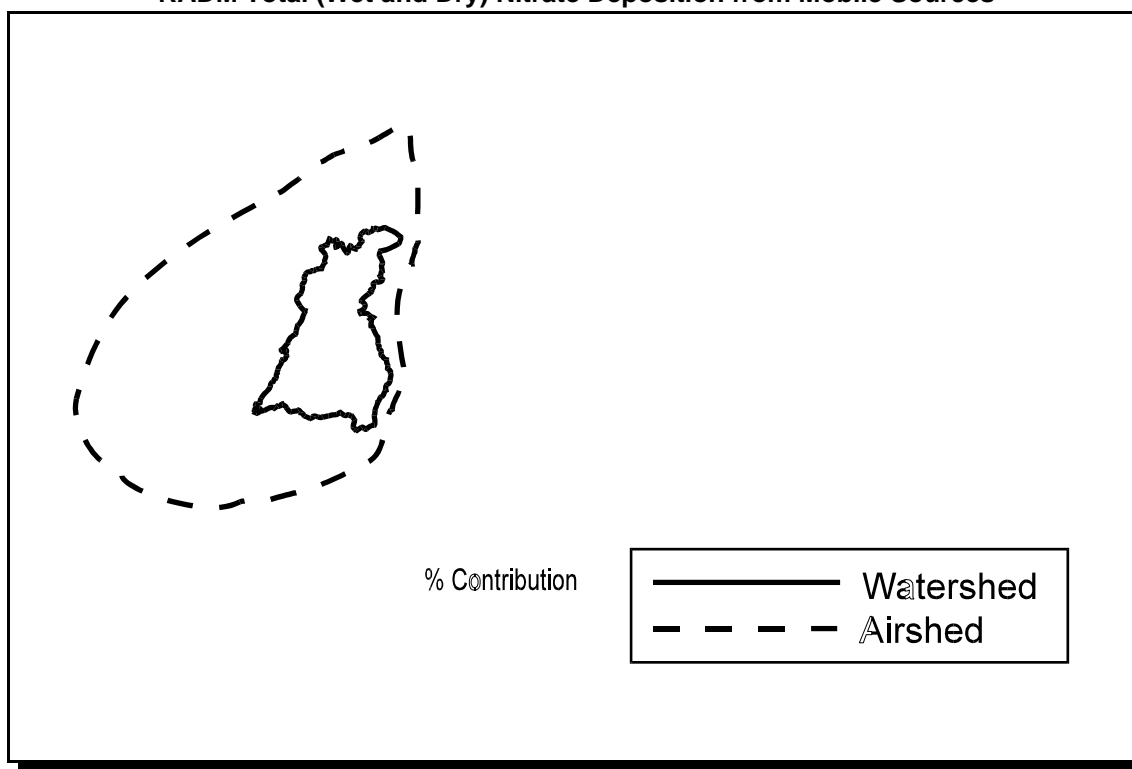 RADM Total (Wet and Dry) Nitrate Deposition from Mobile Sources
% Contribution
Watershed
Airshed